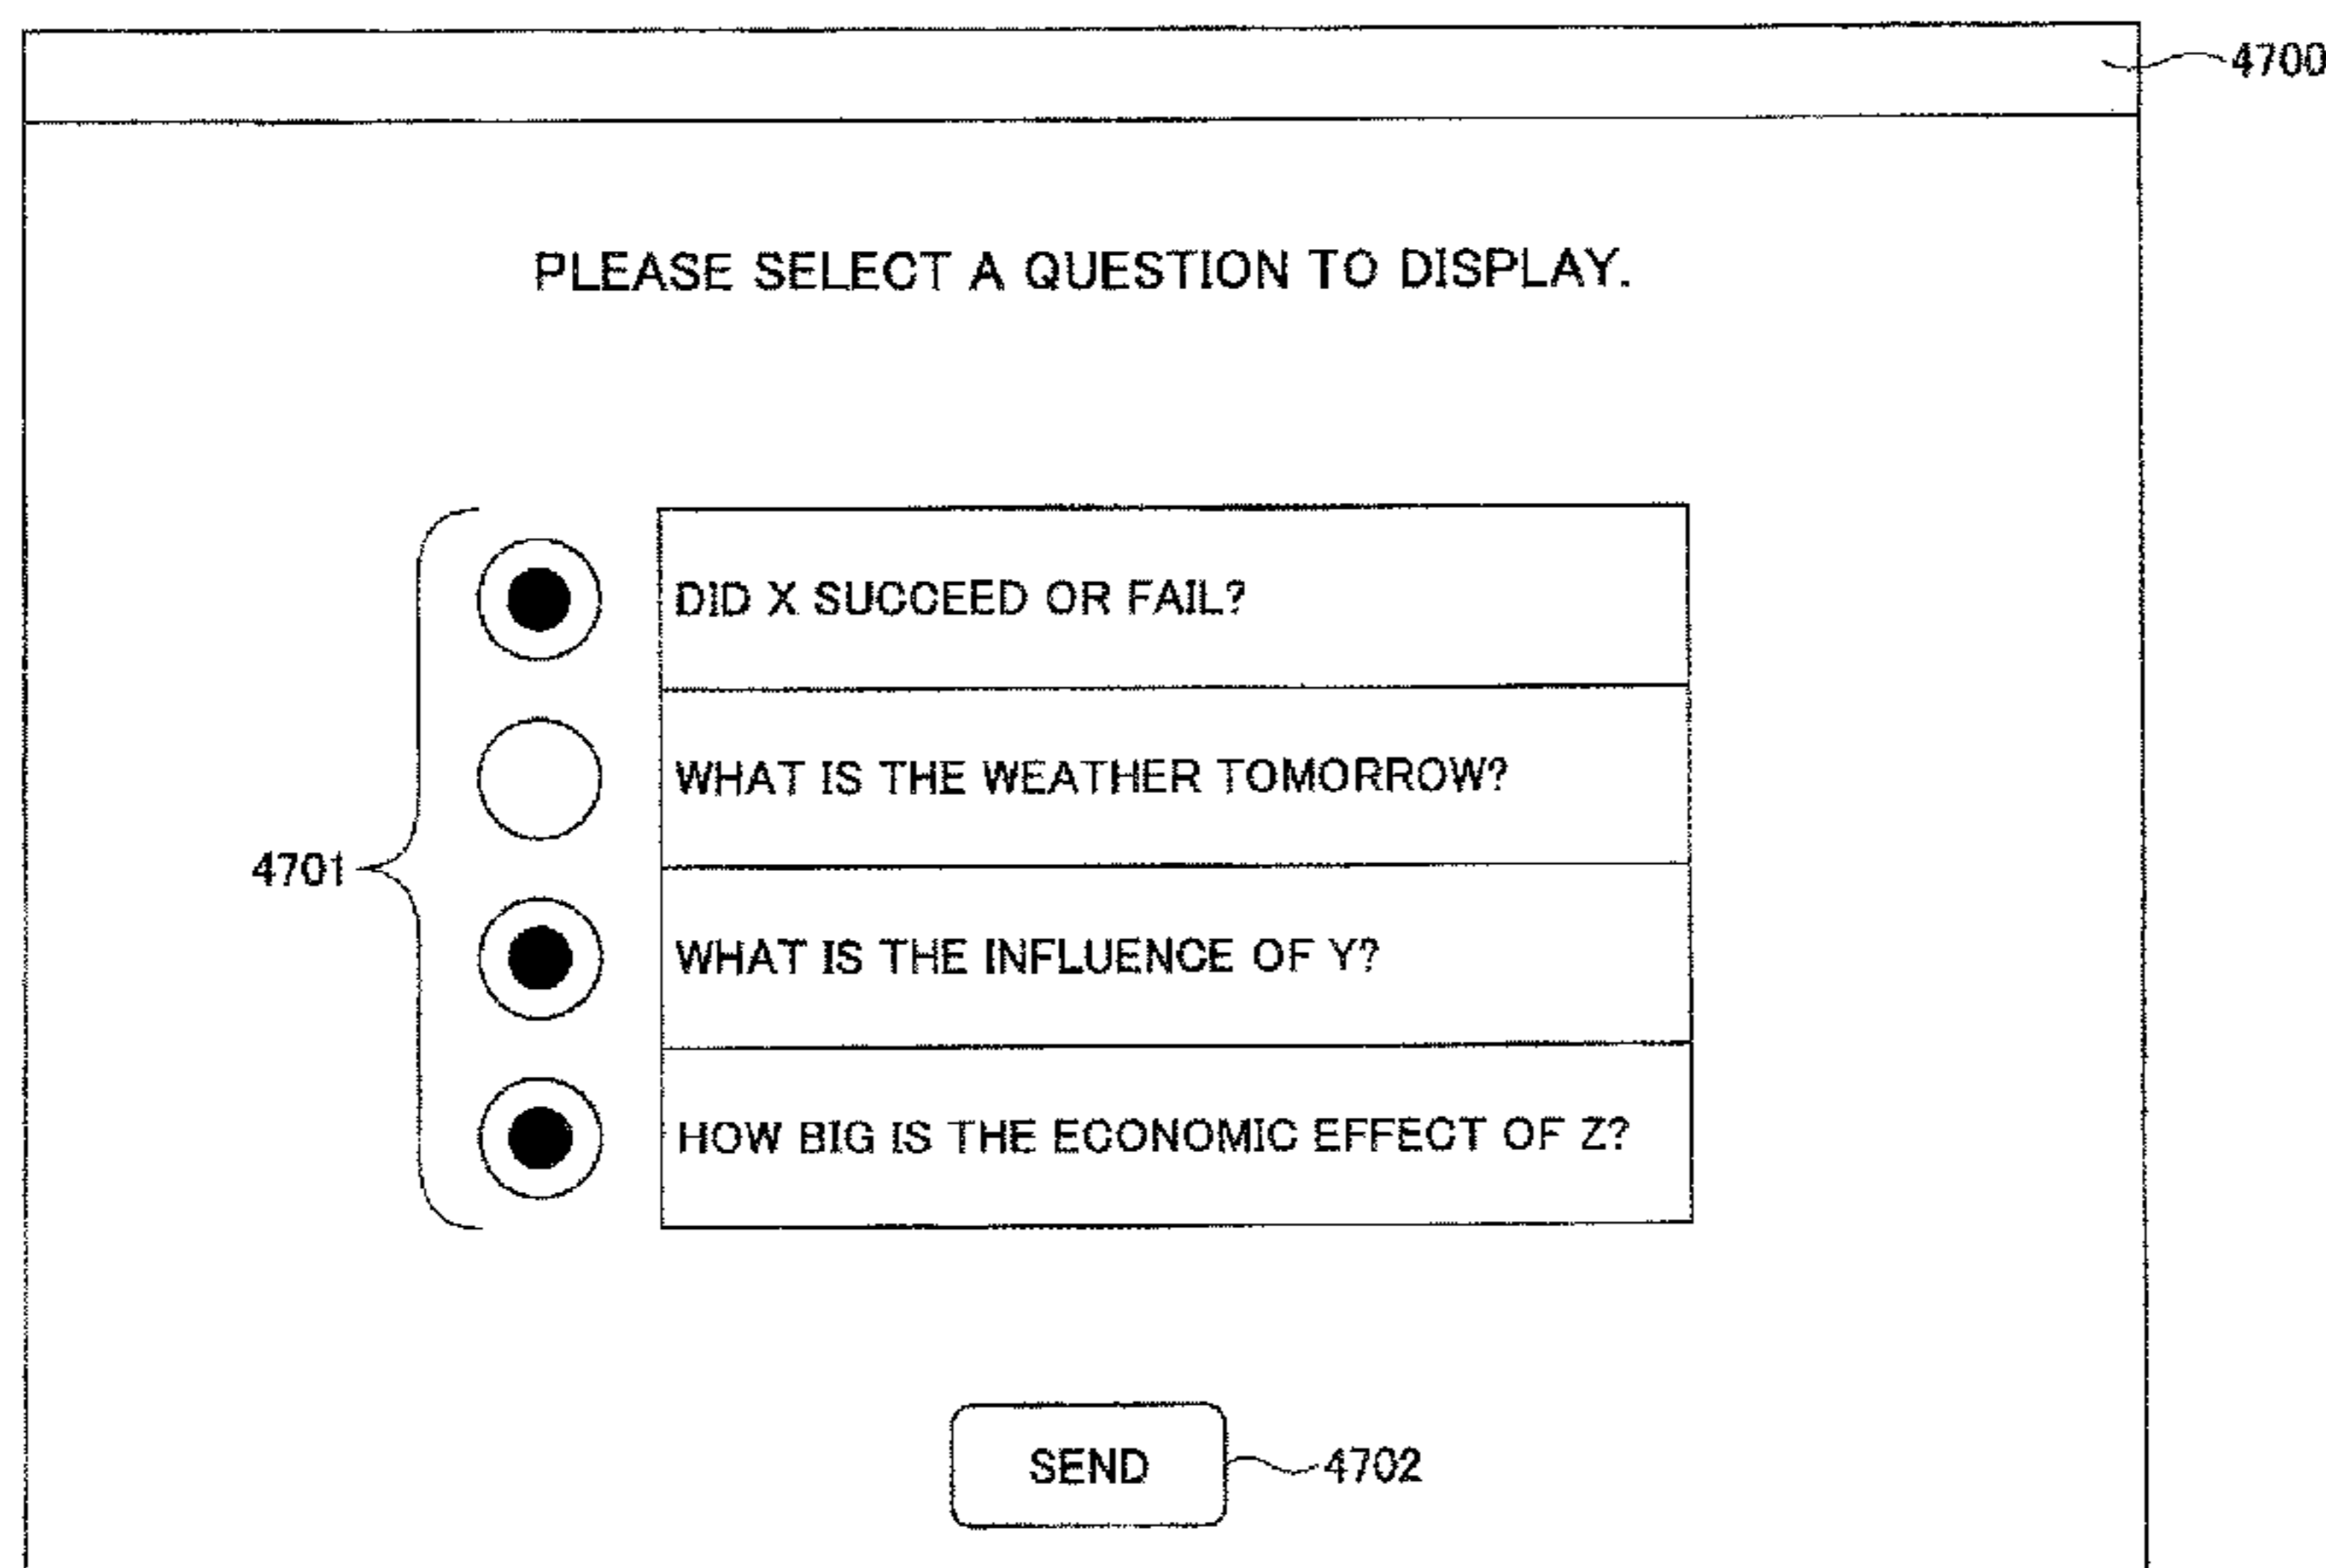 4700
PLEASE SELECT A QUESTION TO DISPLAY.
DID X SUCCEED OR FAIL?
WHAT IS THE WEATHER TOMORROW?
4701
WHAT IS THE INFLUENCE OF Y?
HOW BIG IS THE ECONOMIC EFFECT OF Z?
SEND 4702